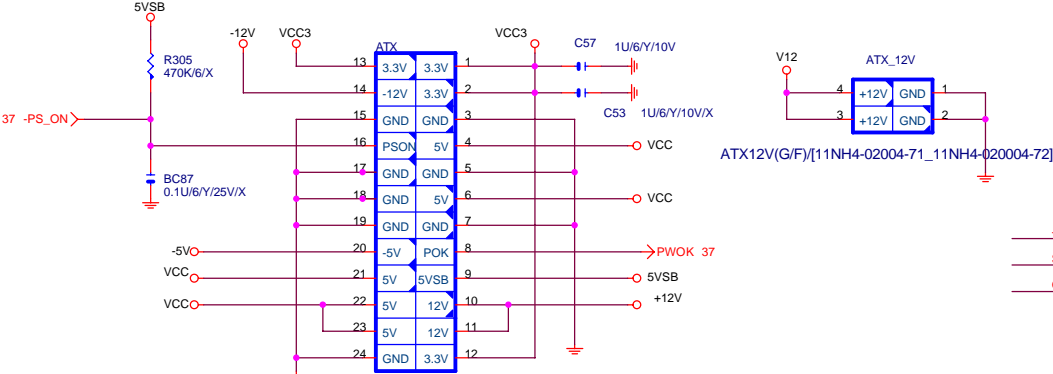 5VSB
R305
470K/6/X
37 -PS_ON
BC87
0.1U/6/Y/25V/X
-12V
VCC3
ATX
VCC3
C57
1U/6/Y/10V
C53
1U/6/Y/10V/X
13 3.3V 3.3V 1
14 -12V 3.3V 2
15 GND GND 3
16 PSON 5V 4 VCC
17 GND GND 5
18 GND 5V 6 VCC
19 GND GND 7
-5V 20 -5V POK 8 PWOK 37
VCC 21 5V 5VSB 9 5VSB
VCC 22 5V 12V 10 +12V
23 5V 12V 11
24 GND 3.3V 12
V12
ATX_12V
4 +12V GND 1
3 +12V GND 2
ATX12V(G/F)/[11NH4-02004-71_11NH4-020004-72]